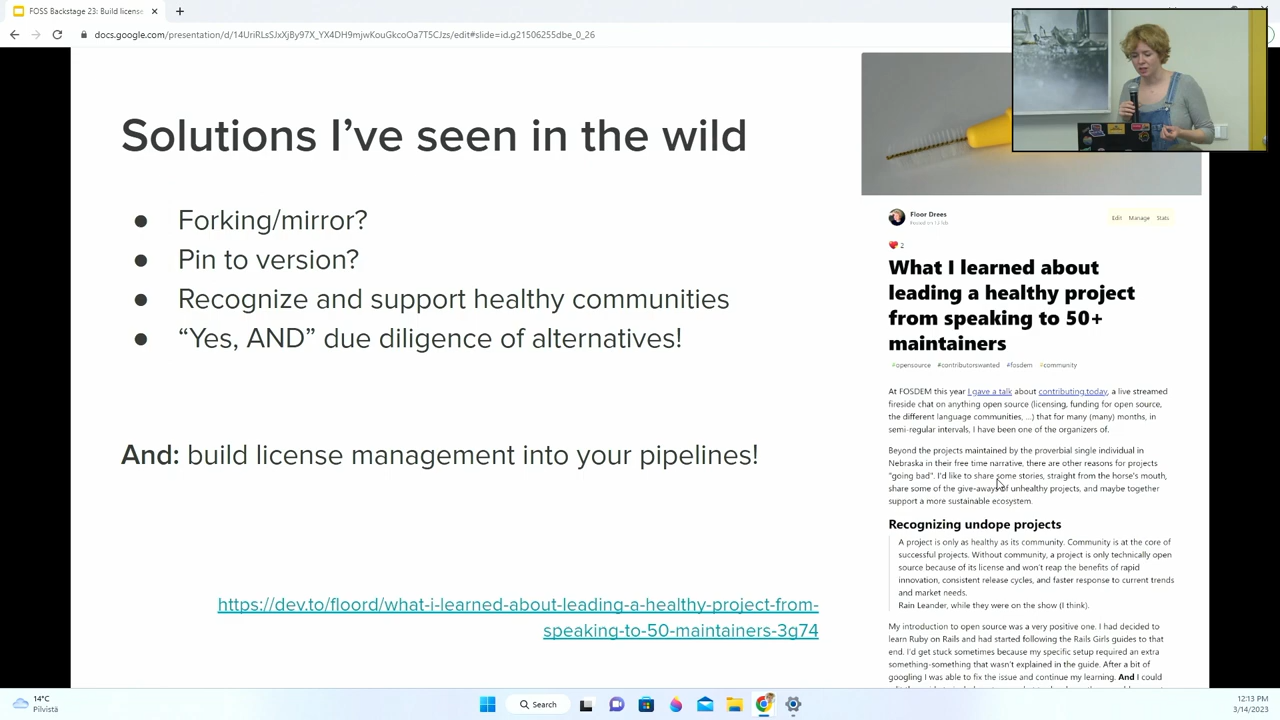 FOSS Backstage 23: Build license
docs.google.com/presentation/d/14UriRLsSJxXjBy97X_YX4DH9mjwKouGkcoOa7T5CJzs/edit#slide=id.g21506255dbe_0_26
Solutions I've seen in the wild
● Forking/mirror?
● Pin to version?
● Recognize and support healthy communities
● “Yes, AND” due diligence of alternatives!
And: build license management into your pipelines!
https://dev.to/floord/what-i-learned-about-leading-a-healthy-project-from-
speaking-to-50-maintainers-3g74
Floor Drees
Edit Manage Stats
2
What I learned about
leading a healthy project
from speaking to 50+
maintainers
#opensource #contributorswanted #fosdem #community
At FOSDEM this year I gave a talk about contributing.today, a live streamed
fireside chat on anything open source (licensing, funding for open source,
the different language communities, ...) that for many (many) months, in
semi-regular intervals, I have been one of the organizers of.
Beyond the projects maintained by the proverbial single individual in
Nebraska in their free time narrative, there are other reasons for projects
"going bad". I'd like to share some stories, straight from the horse's mouth,
share some of the give-aways of unhealthy projects, and maybe together
support a more sustainable ecosystem.
Recognizing undope projects
A project is only as healthy as its community. Community is at the core of
successful projects. Without community, a project is only technically open
source because of its license and won't reap the benefits of rapid
innovation, consistent release cycles, and faster response to current trends
and market needs.
Rain Leander, while they were on the show (I think).
My introduction to open source was a very positive one. I had decided to
learn Ruby on Rails and had started following the Rails Girls guides to that
end. I'd get stuck sometimes because my specific setup required an extra
something-something that wasn't explained in the guide. After a bit of
googling I was able to fix the issue and continue my learning. And I could
14°C
Pilvistä
Search
12:13 PM
3/14/2023